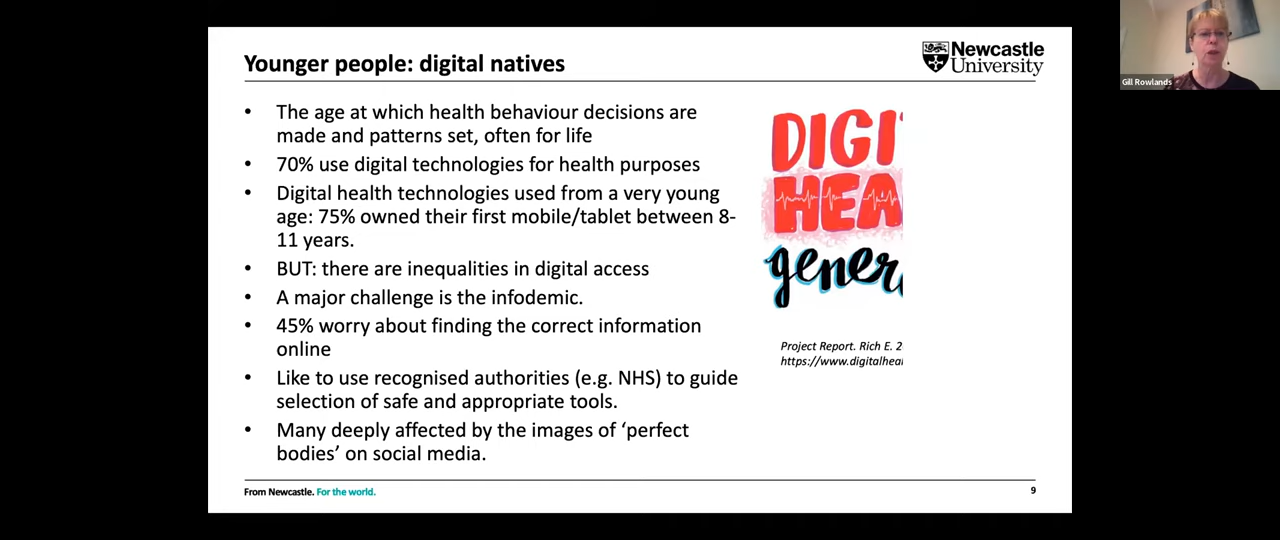 Younger people: digital natives
Newcastle
University
Gill Rowlands
• The age at which health behaviour decisions are
made and patterns set, often for life
• 70% use digital technologies for health purposes
• Digital health technologies used from a very young
age: 75% owned their first mobile/tablet between 8-
11 years.
• BUT: there are inequalities in digital access
• A major challenge is the infodemic.
• 45% worry about finding the correct information
online
• Like to use recognised authorities (e.g. NHS) to guide
selection of safe and appropriate tools.
• Many deeply affected by the images of ‘perfect
bodies’ on social media.
DIGI
HEA
gener
Project Report. Rich E. 2
https://www.digitalheal
From Newcastle. For the world.
9